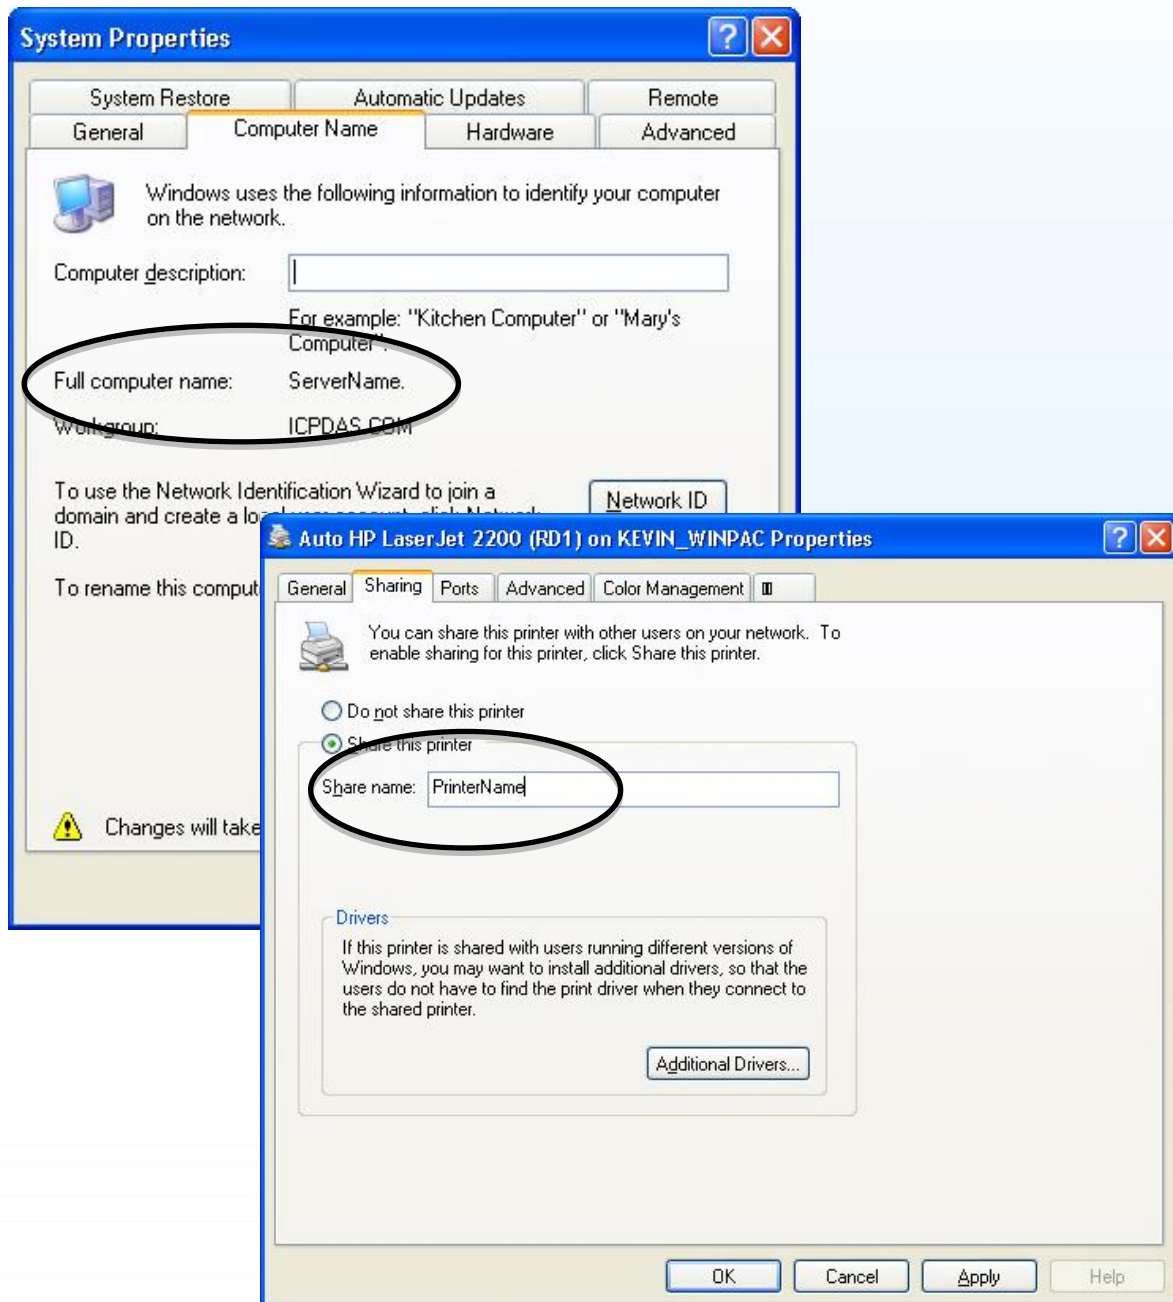 System Properties
System Restore Automatic Updates Remote
General Computer Name Hardware Advanced
Windows uses the following information to identify your computer
on the network.
Computer description:
For example: "Kitchen Computer" or "Mary's
Computer".
Full computer name: ServerName.
Workgroup: ICPDAS.COM
To use the Network Identification Wizard to join a
domain and create a local user account, click Network
ID.
Network ID
To rename this comput
Changes will take
Auto HP LaserJet 2200 (RD1) on KEVIN_WINPAC Properties
General Sharing Ports Advanced Color Management
You can share this printer with other users on your network. To
enable sharing for this printer, click Share this printer.
Do not share this printer
Share this printer
Share name: PrinterName
Drivers
If this printer is shared with users running different versions of
Windows, you may want to install additional drivers, so that the
users do not have to find the print driver when they connect to
the shared printer.
Additional Drivers...
OK Cancel Apply Help